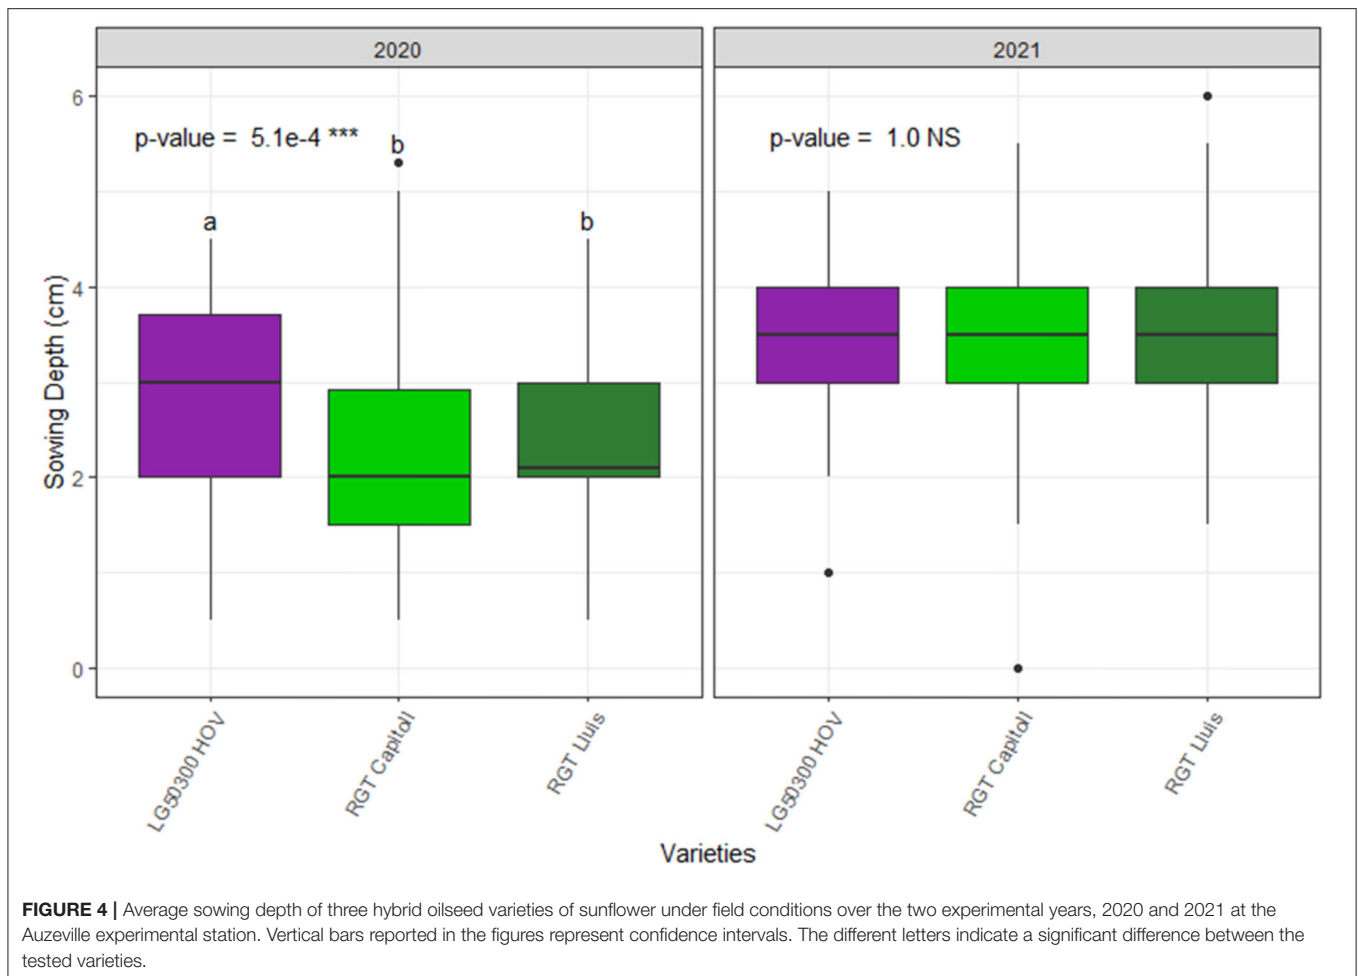 2020
2021
6
4
2
0
Sowing Depth (cm)
p-value = 5.1e-4 ***
a
b
b
p-value = 1.0 NS
LG50300 HOV
RGT Capitoll
RGT Lluis
LG50300 HOV
RGT Capitoll
RGT Lluis
Varieties
FIGURE 4 | Average sowing depth of three hybrid oilseed varieties of sunflower under field conditions over the two experimental years, 2020 and 2021 at the
Auzeville experimental station. Vertical bars reported in the figures represent confidence intervals. The different letters indicate a significant difference between the
tested varieties.